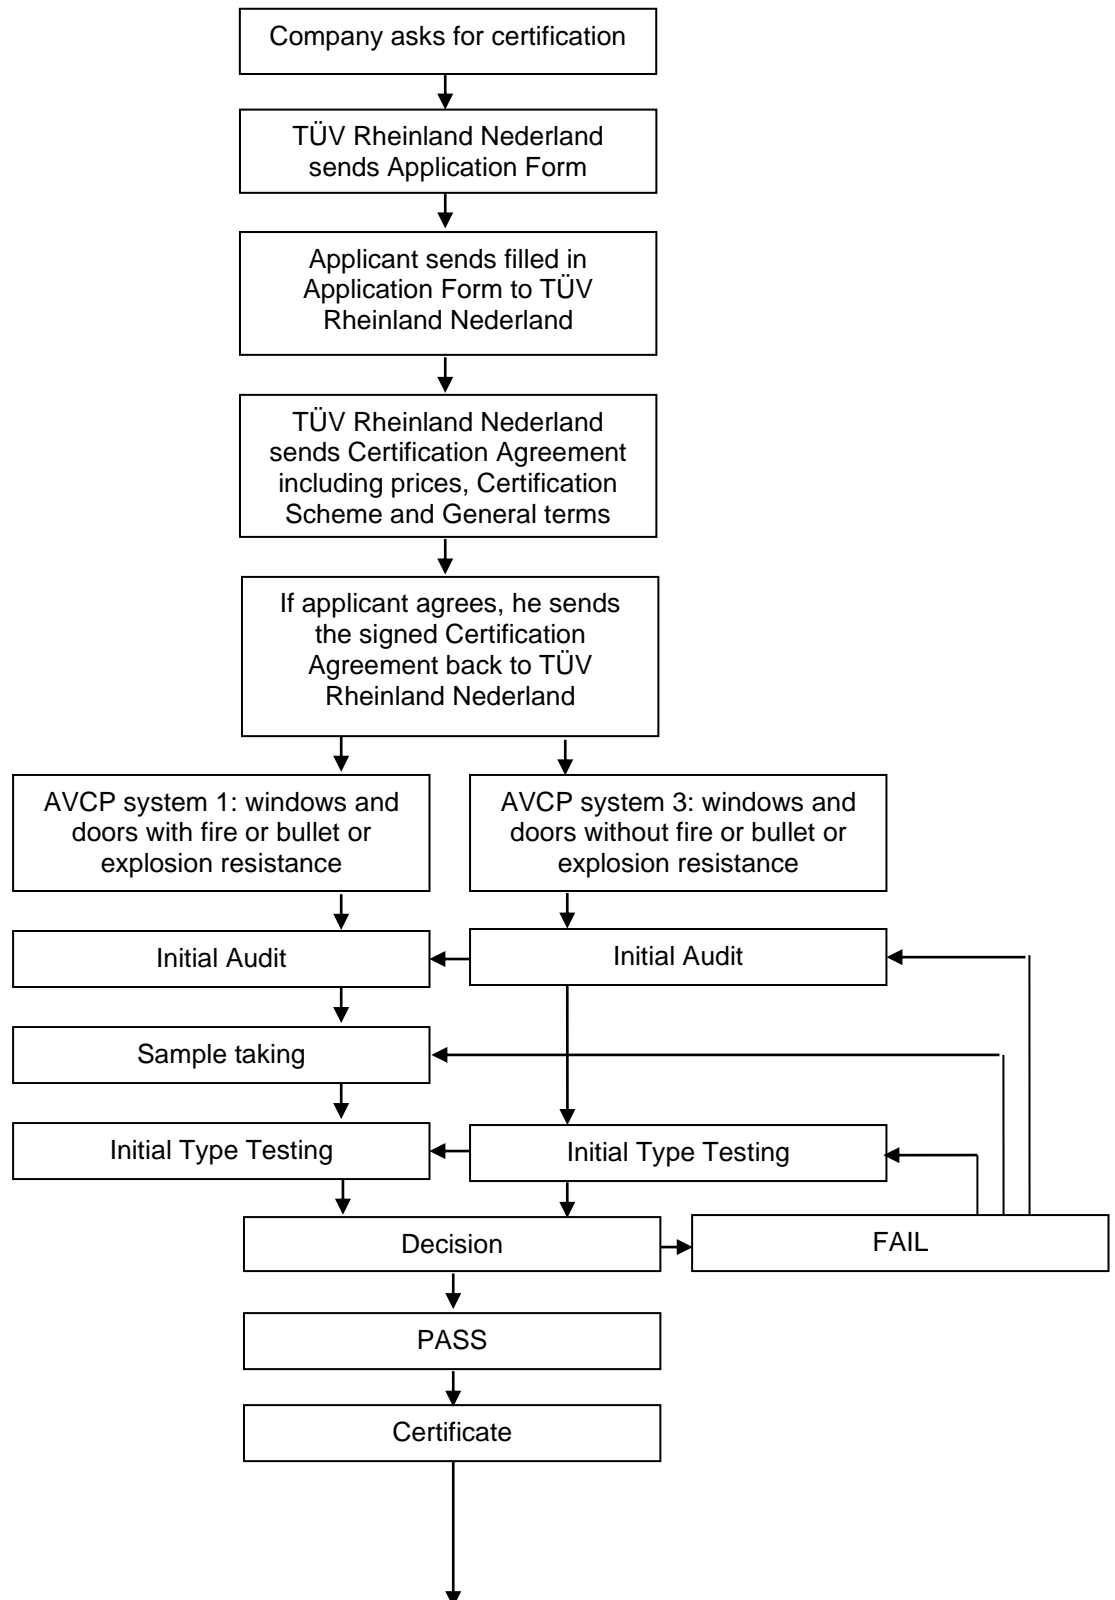 Company asks for certification
TÜV Rheinland Nederland
sends Application Form
Applicant sends filled in
Application Form to TÜV
Rheinland Nederland
TÜV Rheinland Nederland
sends Certification Agreement
including prices, Certification
Scheme and General terms
If applicant agrees, he sends
the signed Certification
Agreement back to TÜV
Rheinland Nederland
AVCP system 1: windows and
doors with fire or bullet or
explosion resistance
AVCP system 3: windows and
doors without fire or bullet or
explosion resistance
Initial Audit
Initial Audit
Sample taking
Initial Type Testing
Initial Type Testing
Decision
FAIL
PASS
Certificate